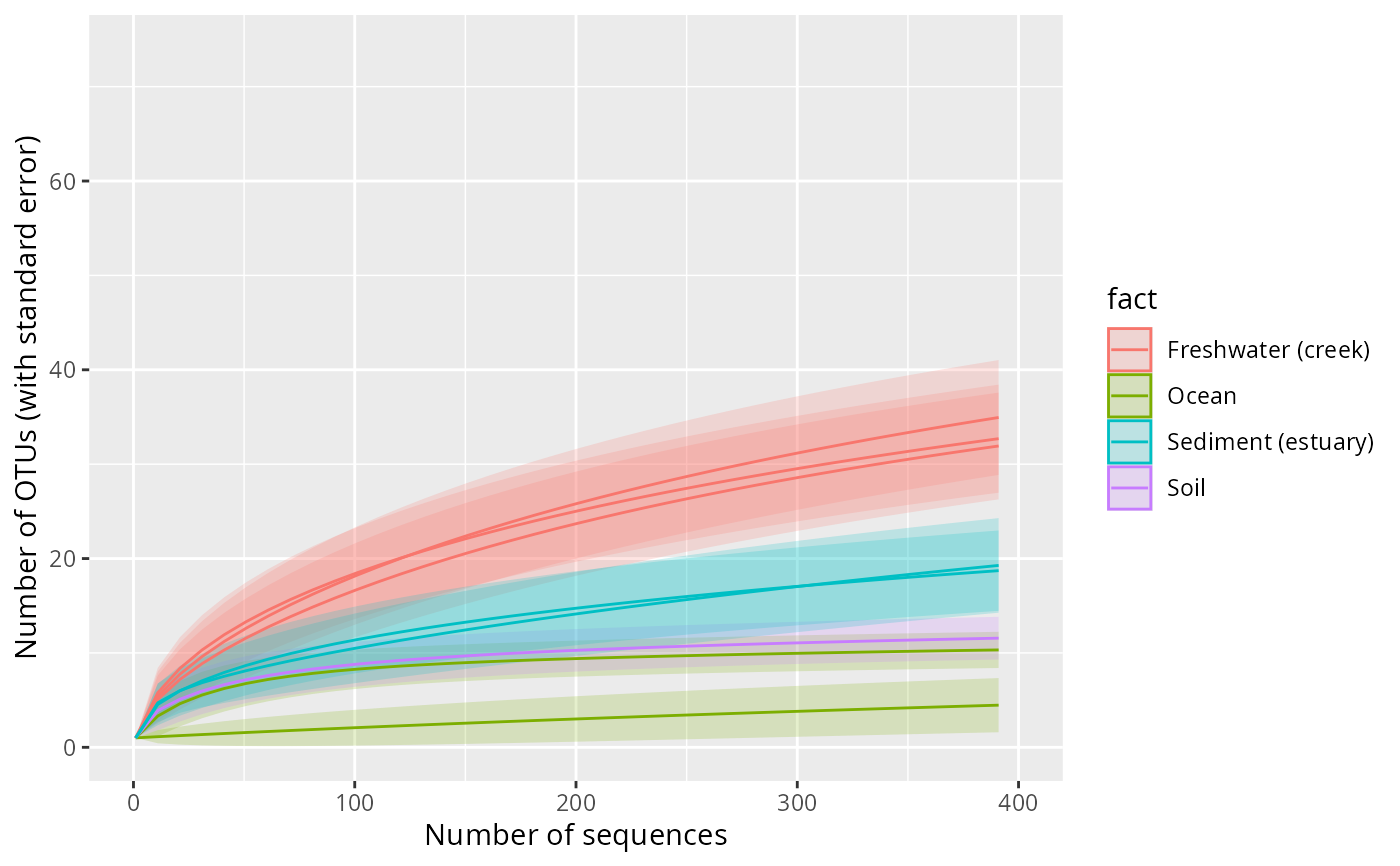 Number of OTUs (with standard error)
60
40
20
0
0 100 200 300 400
Number of sequences
fact
Freshwater (creek)
Ocean
Sediment (estuary)
Soil